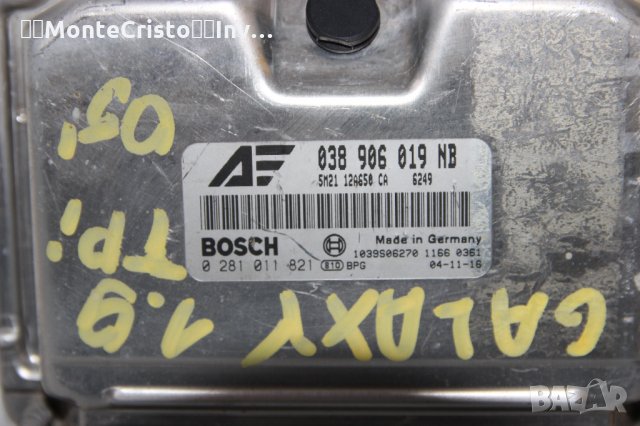 MonteCristo Inv...
AE 038 906 019 NB
5M21 12A650 CA 6249
BOSCH Made in Germany
1039S06270 1166 0361
0 281 011 821 BPG 04-11-16
GALAXY 1.9
TDi
05'
BAZAR